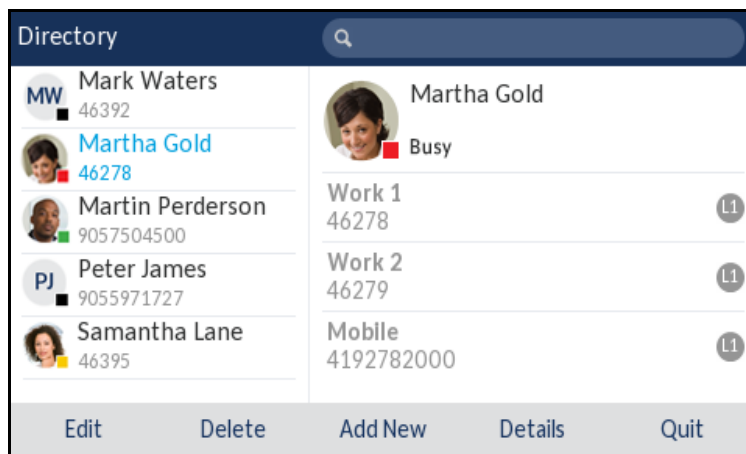 Directory
MW
Mark Waters
46392
Martha Gold
46278
Martin Perderson
9057504500
PJ
Peter James
9055971727
Samantha Lane
46395
Martha Gold
Busy
Work 1
46278
L1
Work 2
46279
L1
Mobile
4192782000
L1
Edit Delete Add New Details Quit